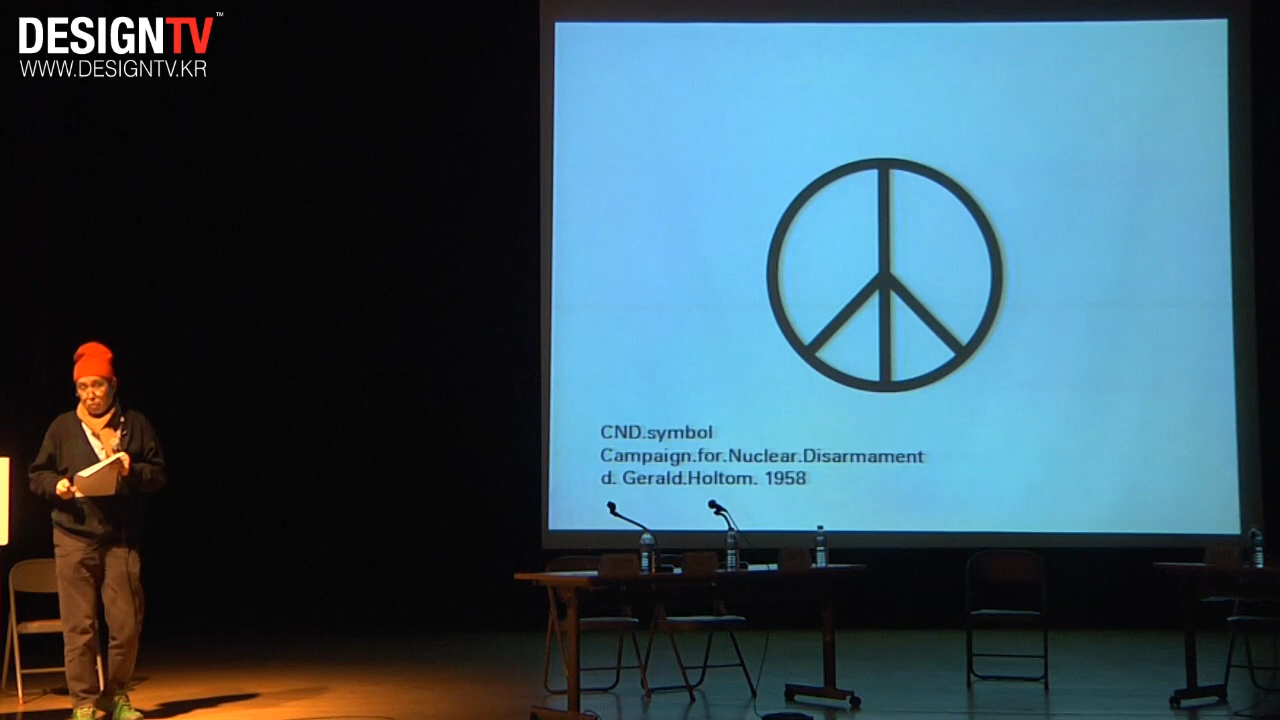 DESIGNTV™
WWW.DESIGNTV.KR
CND.symbol
Campaign.for.Nuclear.Disarmament
d. Gerald.Holtom. 1958